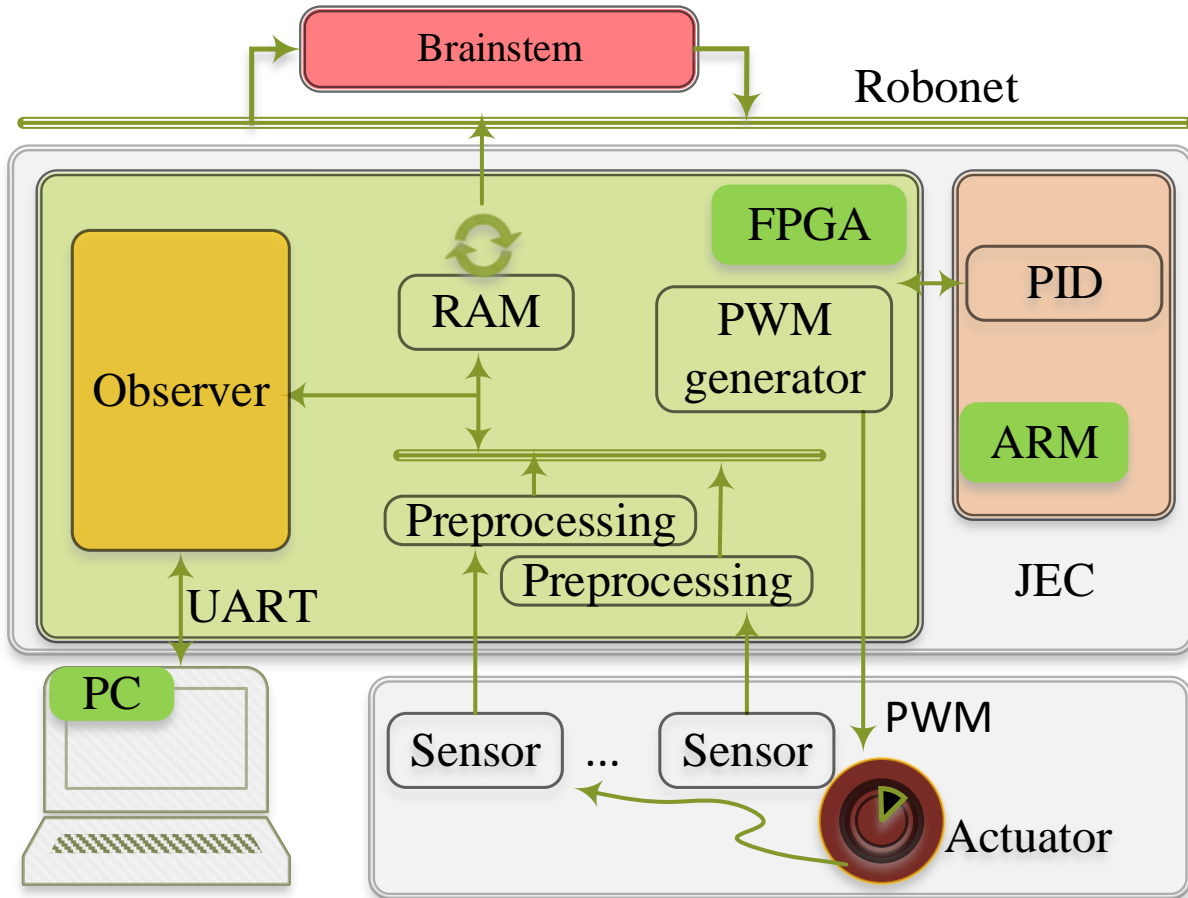 Brainstem
Robonet
FPGA
RAM
PWM
generator
PID
Observer
ARM
Preprocessing
Preprocessing
JEC
UART
PC
PWM
Sensor
...
Sensor
Actuator